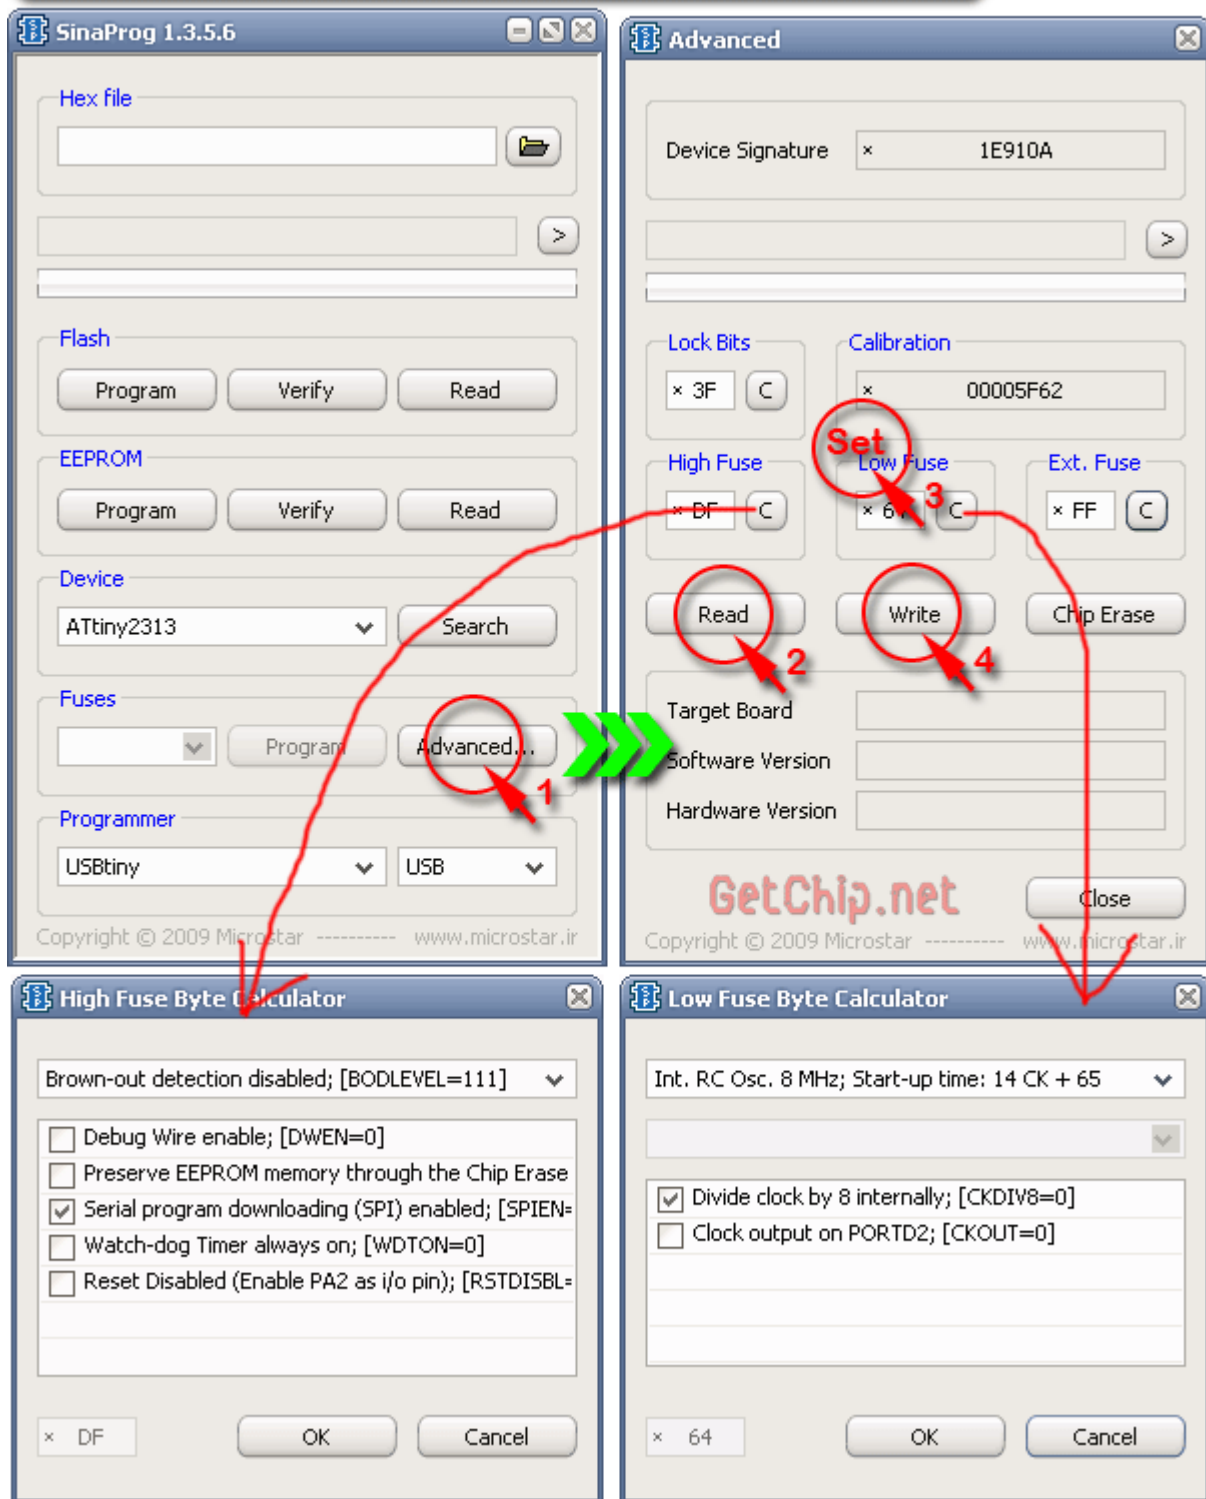 SinaProg 1.3.5.6
Hex file
>
Flash
Program Verify Read
EEPROM
Program Verify Read
Device
ATtiny2313 Search
Fuses
Program Advanced...
1
Programmer
USBtiny USB
Copyright © 2009 Microstar ---------- www.microstar.ir
Advanced
Device Signature × 1E910A
>
Lock Bits Calibration
× 3F C × 00005F62
Set
High Fuse Low Fuse Ext. Fuse
3
× DF C × C × FF C
Read Write Chip Erase
2 4
Target Board
Software Version
Hardware Version
GetChip.net
Close
Copyright © 2009 Microstar ---------- www.microstar.ir
High Fuse Byte Calculator
Brown-out detection disabled; [BODLEVEL=111]
Debug Wire enable; [DWEN=0]
Preserve EEPROM memory through the Chip Erase
Serial program downloading (SPI) enabled; [SPIEN=
Watch-dog Timer always on; [WDTON=0]
Reset Disabled (Enable PA2 as i/o pin); [RSTDISBL=
× DF OK Cancel
Low Fuse Byte Calculator
Int. RC Osc. 8 MHz; Start-up time: 14 CK + 65
Divide clock by 8 internally; [CKDIV8=0]
Clock output on PORTD2; [CKOUT=0]
× 64 OK Cancel